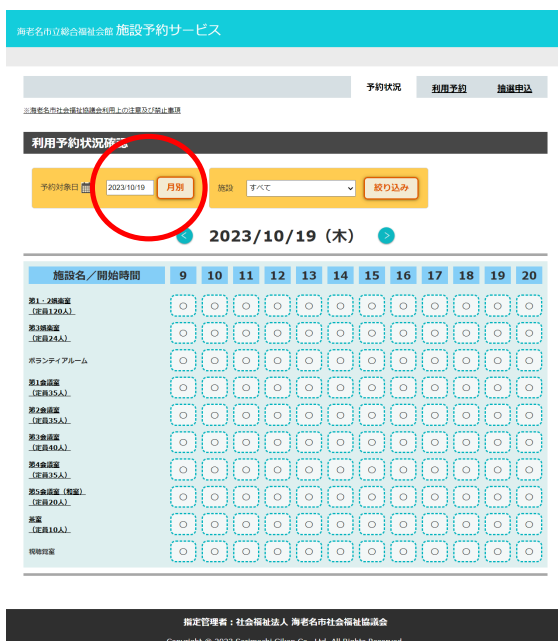 海老名市立総合福祉会館 施設予約サービス
予約状況 利用予約 抽選申込
※海老名市社会福祉協議会利用上の注意及び禁止事項
利用予約状況確認
予約対象日 2023/10/19 月別 施設 すべて 絞り込み
< 2023/10/19（木） >
施設名／開始時間 9 10 11 12 13 14 15 16 17 18 19 20
第1・2娯楽室
（定員120人） ○ ○ ○ ○ ○ ○ ○ ○ ○ ○ ○ ○
第3娯楽室
（定員24人） ○ ○ ○ ○ ○ ○ ○ ○ ○ ○ ○ ○
ボランティアルーム ○ ○ ○ ○ ○ ○ ○ ○ ○ ○ ○ ○
第1会議室
（定員35人） ○ ○ ○ ○ ○ ○ ○ ○ ○ ○ ○ ○
第2会議室
（定員35人） ○ ○ ○ ○ ○ ○ ○ ○ ○ ○ ○ ○
第3会議室
（定員40人） ○ ○ ○ ○ ○ ○ ○ ○ ○ ○ ○ ○
第4会議室
（定員35人） ○ ○ ○ ○ ○ ○ ○ ○ ○ ○ ○ ○
第5会議室（和室）
（定員20人） ○ ○ ○ ○ ○ ○ ○ ○ ○ ○ ○ ○
茶室
（定員10人） ○ ○ ○ ○ ○ ○ ○ ○ ○ ○ ○ ○
視聴覚室 ○ ○ ○ ○ ○ ○ ○ ○ ○ ○ ○ ○
指定管理者：社会福祉法人 海老名市社会福祉協議会
Copyright © 2023 Co., Ltd. All Rights Reserved.